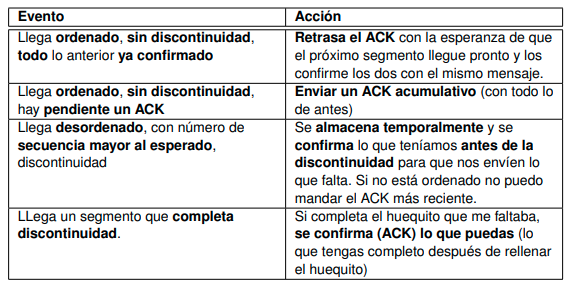 Evento Acción
Llega ordenado, sin discontinuidad, Retrasa el ACK con la esperanza de que
todo lo anterior ya confirmado el próximo segmento llegue pronto y los
confirme los dos con el mismo mensaje.
Llega ordenado, sin discontinuidad, Enviar un ACK acumulativo (con todo lo
hay pendiente un ACK de antes)
Llega desordenado, con número de Se almacena temporalmente y se
secuencia mayor al esperado, confirma lo que teníamos antes de la
discontinuidad discontinuidad para que nos envíen lo
que falta. Si no está ordenado no puedo
mandar el ACK más reciente.
LLega un segmento que completa Si completa el huequito que me faltaba,
discontinuidad. se confirma (ACK) lo que puedas (lo
que tengas completo después de rellenar
el huequito)